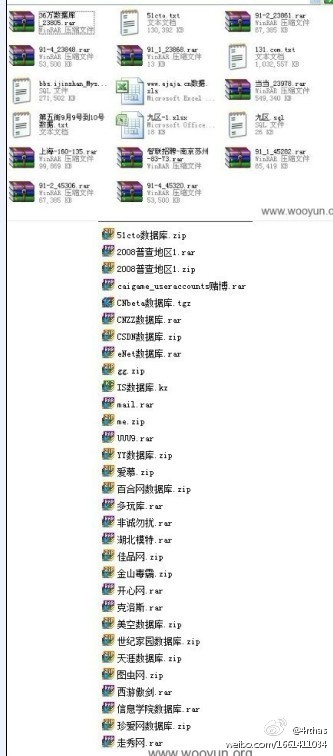 36万数据库
_23805.rar
WinRAR 压缩文件
51cto.txt
文本文档
130,392 KB
91-2_23861.rar
WinRAR 压缩文件
67,385 KB
91-4_23848.rar
WinRAR 压缩文件
53,500 KB
91_1_23868.rar
WinRAR 压缩文件
13 KB
131.com.txt
文本文档
1,032,557 KB
bbs.ijinshan_Mys...
SQL 文件
271,502 KB
www.ajaja.cn数据.
xls
Microsoft Excel ...
当当_23978.rar
WinRAR 压缩文件
549,340 KB
第五街9月9号到10号
数据.txt
文本文档
九区-1.xlsx
Microsoft Office...
18 KB
九区.sql
SQL 文件
26 KB
上海-160-135.rar
WinRAR 压缩文件
99,869 KB
智联招聘-南京苏州
-83-73.rar
WinRAR 压缩文件
91_1_45282.rar
WinRAR 压缩文件
65,419 KB
91-2_45306.rar
WinRAR 压缩文件
67,385 KB
91-4_45320.rar
WinRAR 压缩文件
53,500 KB
www.wooyun.o
51cto数据库.zip
2008普查地区1.rar
2008普查地区1.zip
caigame_useraccounts赌博.rar
CNbeta数据库.tgz
CNZZ数据库.rar
CSDN数据库.zip
eNet数据库.rar
gg.zip
IS数据库.kz
mail.rar
me.zip
UUU9.rar
YY数据库.zip
爱慕.zip
百合网数据库.zip
多玩库.rar
非诚勿扰.rar
湖北模特.rar
佳品网.zip
金山毒霸.zip
开心网.rar
克洛斯.rar
美空数据库.zip
世纪家园数据库.zip
天涯数据库.zip
图虫网.zip
西游傲剑.rar
信息学院数据库.rar
珍爱网数据库.zip
走秀网.rar
@4rthas
weibo.com/1661411034
www.wooyun.org